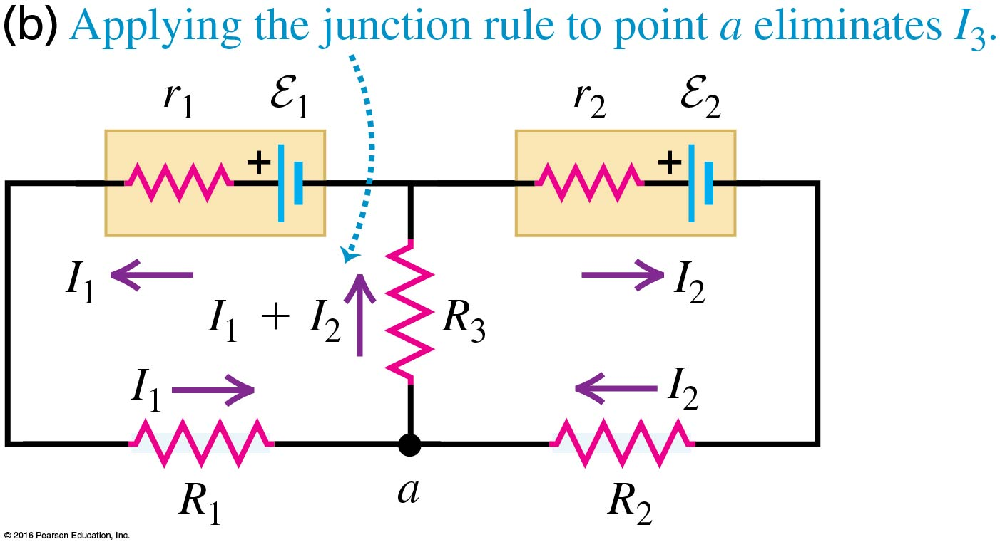 (b) Applying the junction rule to point a eliminates I₃.
r₁ ℰ₁ r₂ ℰ₂
+ +
I₁ I₂
I₁ + I₂ R₃
I₁ I₂
R₁ a R₂
© 2016 Pearson Education, Inc.